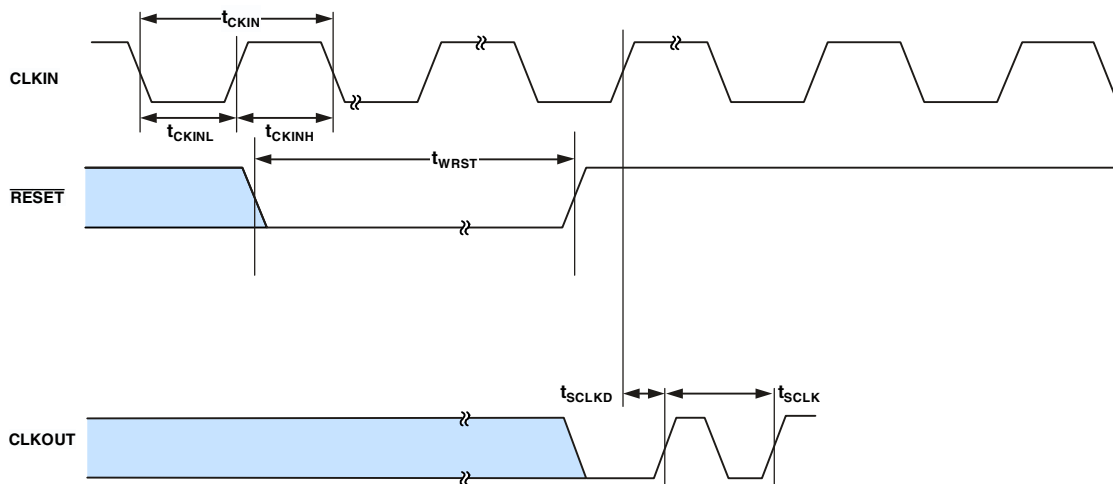 tCKIN
CLKIN
tCKINL
tCKINH
tWRST
RESET
tSCLKD
tSCLK
CLKOUT